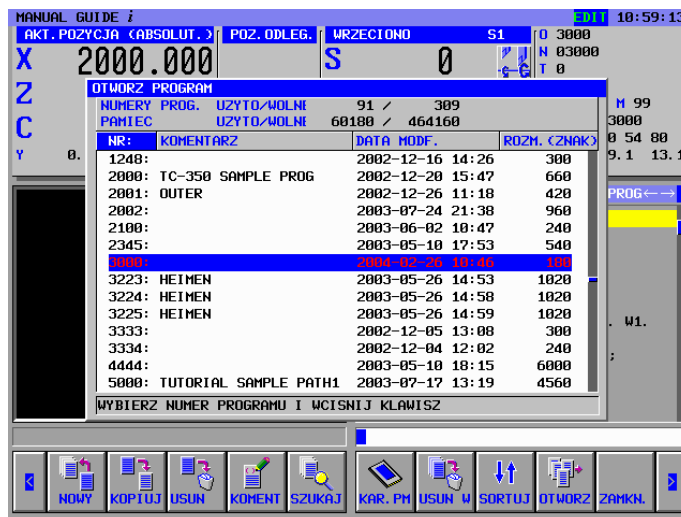 MANUAL GUIDE i EDIT 10:59:13
AKT.POZYCJA (ABSOLUT.) POZ.ODLEG. WRZECIONO S1 O 3000
X 2000.000 S 0 N 03000
T 0
Z M 99
C 3000
0 54 80
Y 0. 9.1 13.1
OTWORZ PROGRAM
NUMERY PROG. UZYTO/WOLNE 91 / 309
PAMIEC UZYTO/WOLNE 60180 / 464160
NR: KOMENTARZ DATA MODF. ROZM.(ZNAK)
1248: 2002-12-16 14:26 300
2000: TC-350 SAMPLE PROG 2002-12-20 15:47 660
2001: OUTER 2002-12-26 11:18 420
2002: 2003-07-24 21:38 960
2100: 2003-06-02 10:47 240
2345: 2003-05-10 17:53 540
3000: 2004-02-26 10:46 180
3223: HEIMEN 2003-05-26 14:53 1020
3224: HEIMEN 2003-05-26 14:58 1020
3225: HEIMEN 2003-05-26 14:59 1020
3333: 2002-12-05 13:08 300
3334: 2002-12-04 12:02 240
4444: 2003-05-10 18:15 6000
5000: TUTORIAL SAMPLE PATH1 2003-07-17 13:19 4560
PROG←→
. W1.
;
WYBIERZ NUMER PROGRAMU I WCISNIJ KLAWISZ
< NOWY KOPIUJ USUN KOMENT SZUKAJ KAR.PM USUN W SORTUJ OTWORZ ZAMKN. >